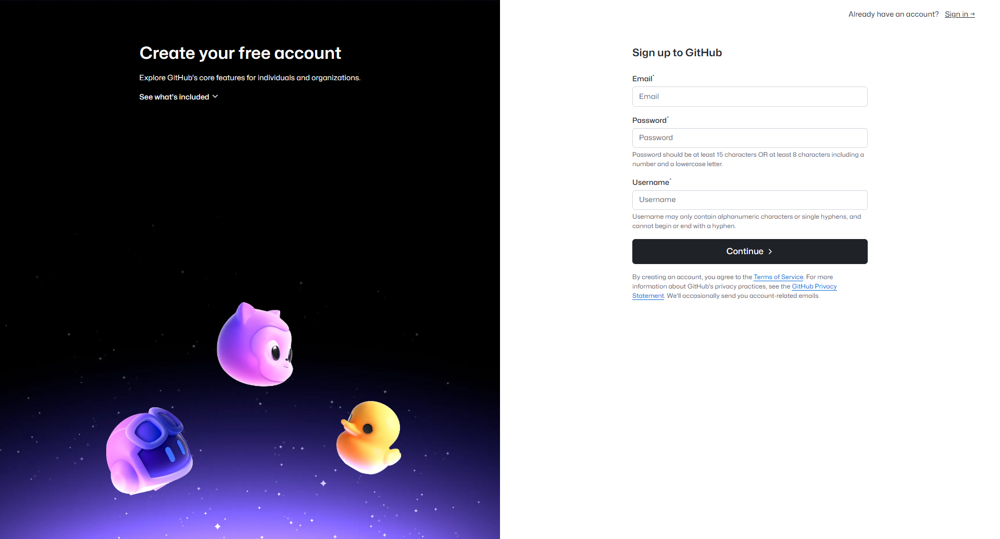 Already have an account? Sign in →
Create your free account
Explore GitHub's core features for individuals and organizations.
See what's included
Sign up to GitHub
Email*
Email
Password*
Password
Password should be at least 15 characters OR at least 8 characters including a
number and a lowercase letter.
Username*
Username
Username may only contain alphanumeric characters or single hyphens, and
cannot begin or end with a hyphen.
Continue
By creating an account, you agree to the Terms of Service. For more
information about GitHub's privacy practices, see the GitHub Privacy
Statement. We'll occasionally send you account-related emails.